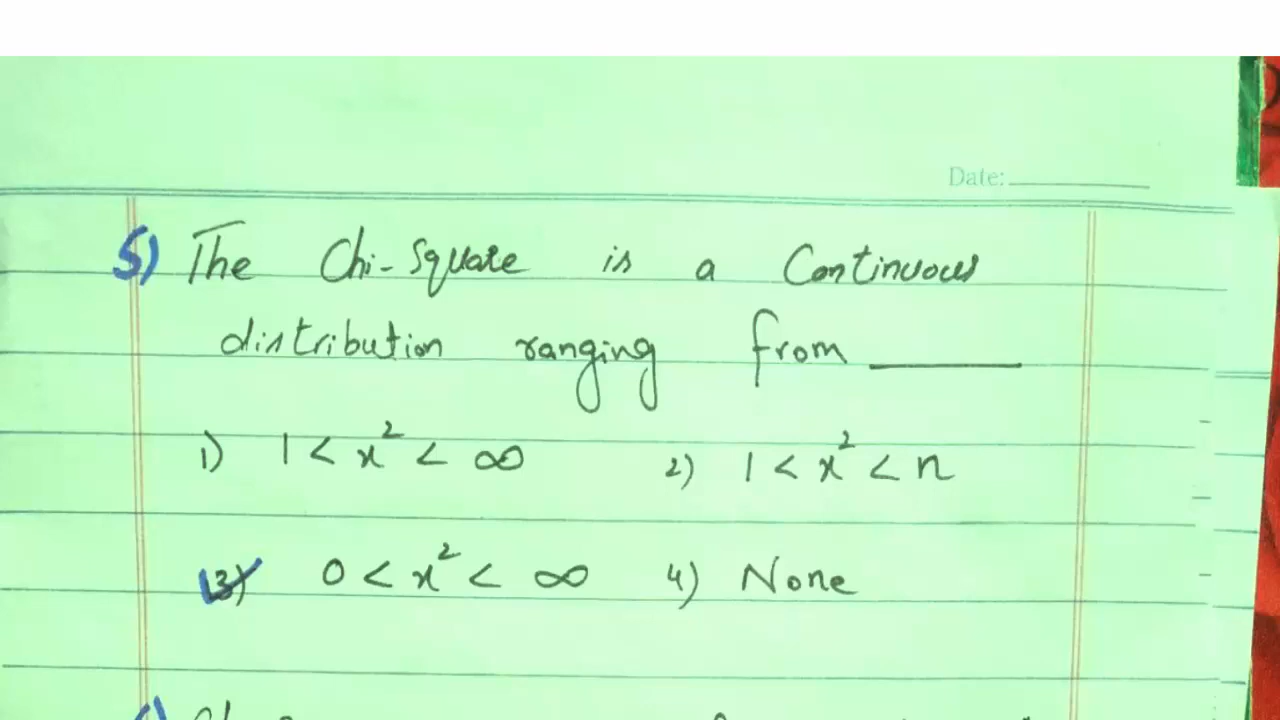 Date:
5) The Chi-Square is a Continuous
distribution ranging from
1) 1 < x² < ∞ 2) 1 < x² < n
3) 0 < x² < ∞ 4) None